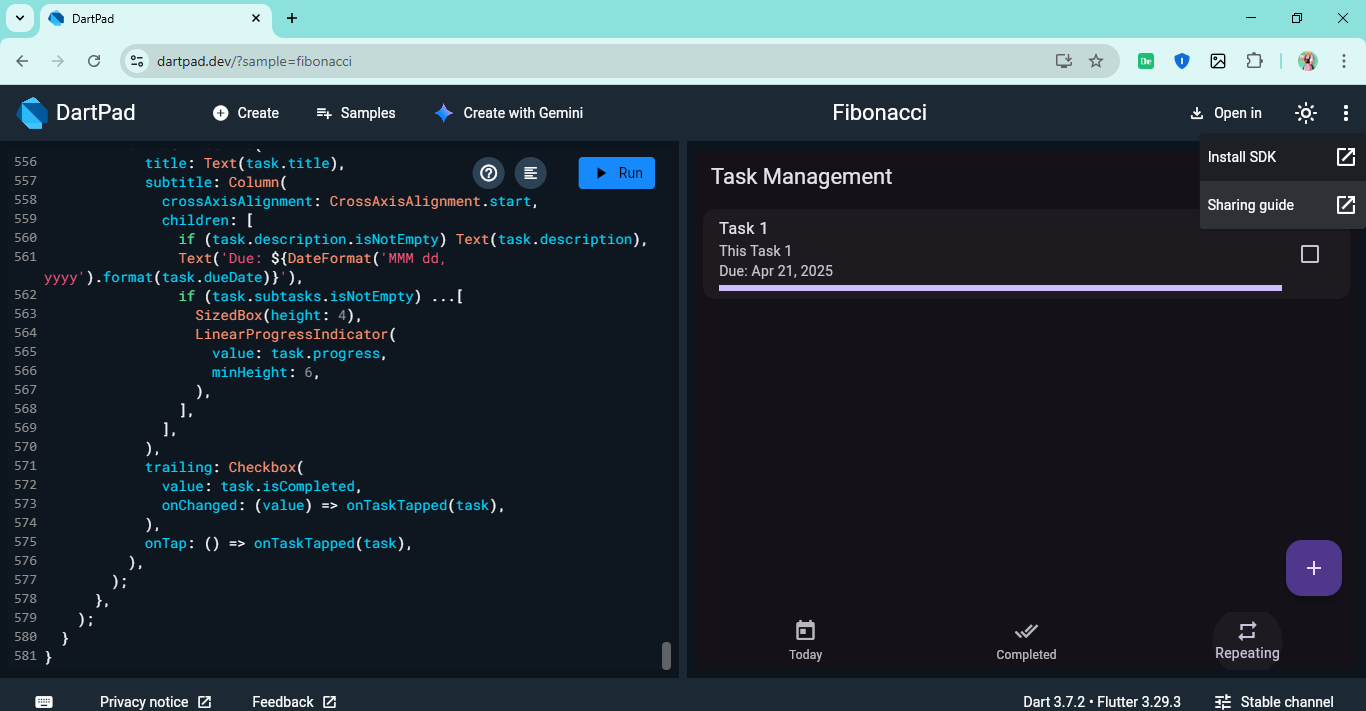 DartPad
dartpad.dev/?sample=fibonacci
De
DartPad
Create
Samples
Create with Gemini
Fibonacci
Open in
Install SDK
Sharing guide
556 title: Text(task.title),
557 subtitle: Column(
558 crossAxisAlignment: CrossAxisAlignment.start,
559 children: [
560 if (task.description.isNotEmpty) Text(task.description),
561 Text('Due: ${DateFormat('MMM dd,
yyyy').format(task.dueDate)}'),
562 if (task.subtasks.isNotEmpty) ...[
563 SizedBox(height: 4),
564 LinearProgressIndicator(
565 value: task.progress,
566 minHeight: 6,
567 ),
568 ],
569 ],
570 ),
571 trailing: Checkbox(
572 value: task.isCompleted,
573 onChanged: (value) => onTaskTapped(task),
574 ),
575 onTap: () => onTaskTapped(task),
576 ),
577 );
578 },
579 );
580 }
581 }
Run
Task Management
Task 1
This Task 1
Due: Apr 21, 2025
Today
Completed
Repeating
Privacy notice
Feedback
Dart 3.7.2 • Flutter 3.29.3
Stable channel